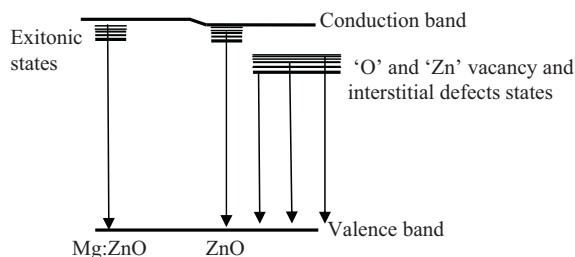 Conduction band
Exitonic
states
‘O’ and ‘Zn’ vacancy and
interstitial defects states
Valence band
Mg:ZnO
ZnO